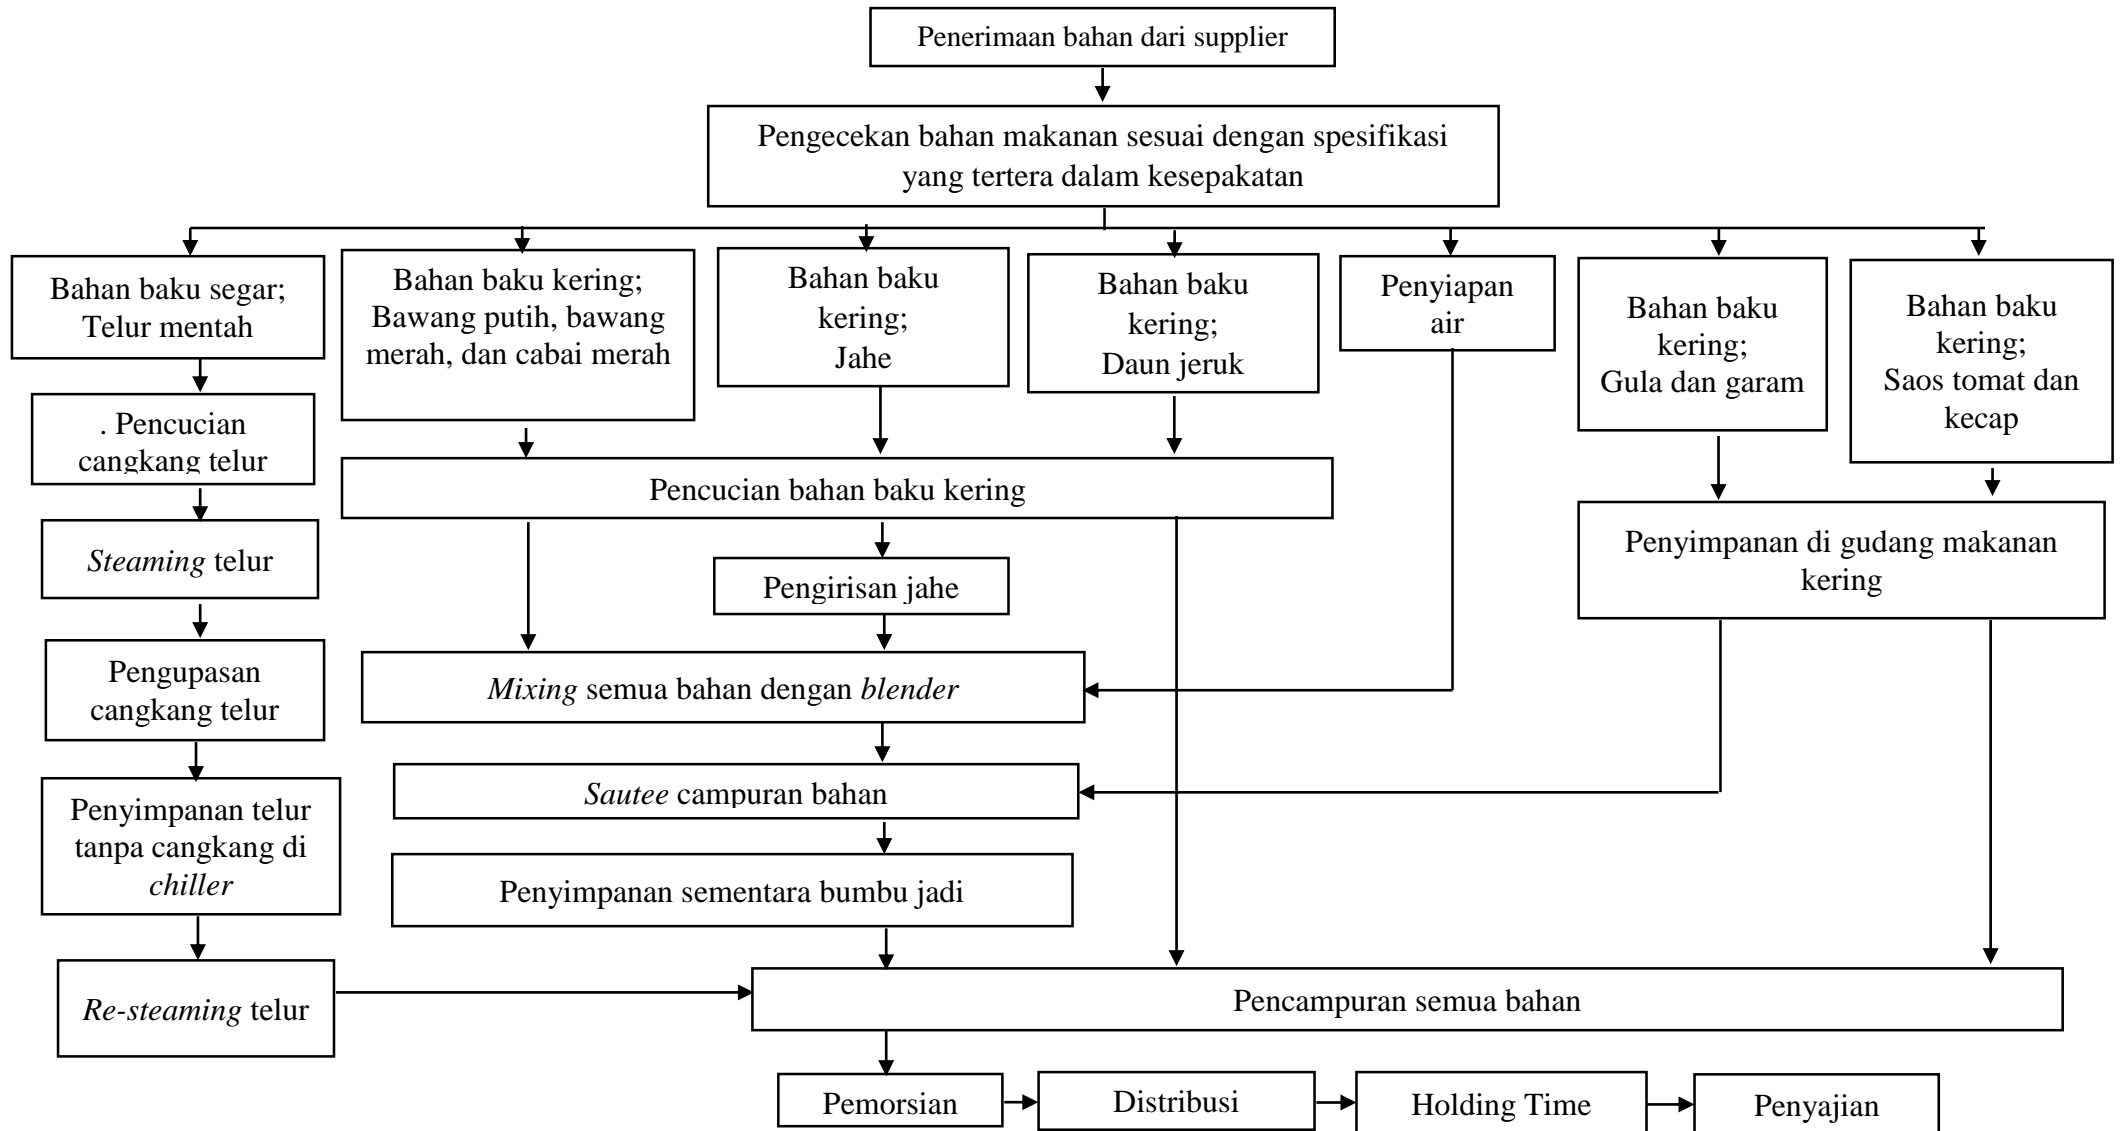 Penerimaan bahan dari supplier
Pengecekan bahan makanan sesuai dengan spesifikasi
yang tertera dalam kesepakatan
Bahan baku segar;
Telur mentah
Bahan baku kering;
Bawang putih, bawang
merah, dan cabai merah
Bahan baku
kering;
Jahe
Bahan baku
kering;
Daun jeruk
Penyiapan
air
Bahan baku
kering;
Gula dan garam
Bahan baku
kering;
Saos tomat dan
kecap
. Pencucian
cangkang telur
Pencucian bahan baku kering
Steaming telur
Pengirisan jahe
Penyimpanan di gudang makanan
kering
Pengupasan
cangkang telur
Mixing semua bahan dengan blender
Penyimpanan telur
tanpa cangkang di
chiller
Sautee campuran bahan
Penyimpanan sementara bumbu jadi
Re-steaming telur
Pencampuran semua bahan
Pemorsian
Distribusi
Holding Time
Penyajian